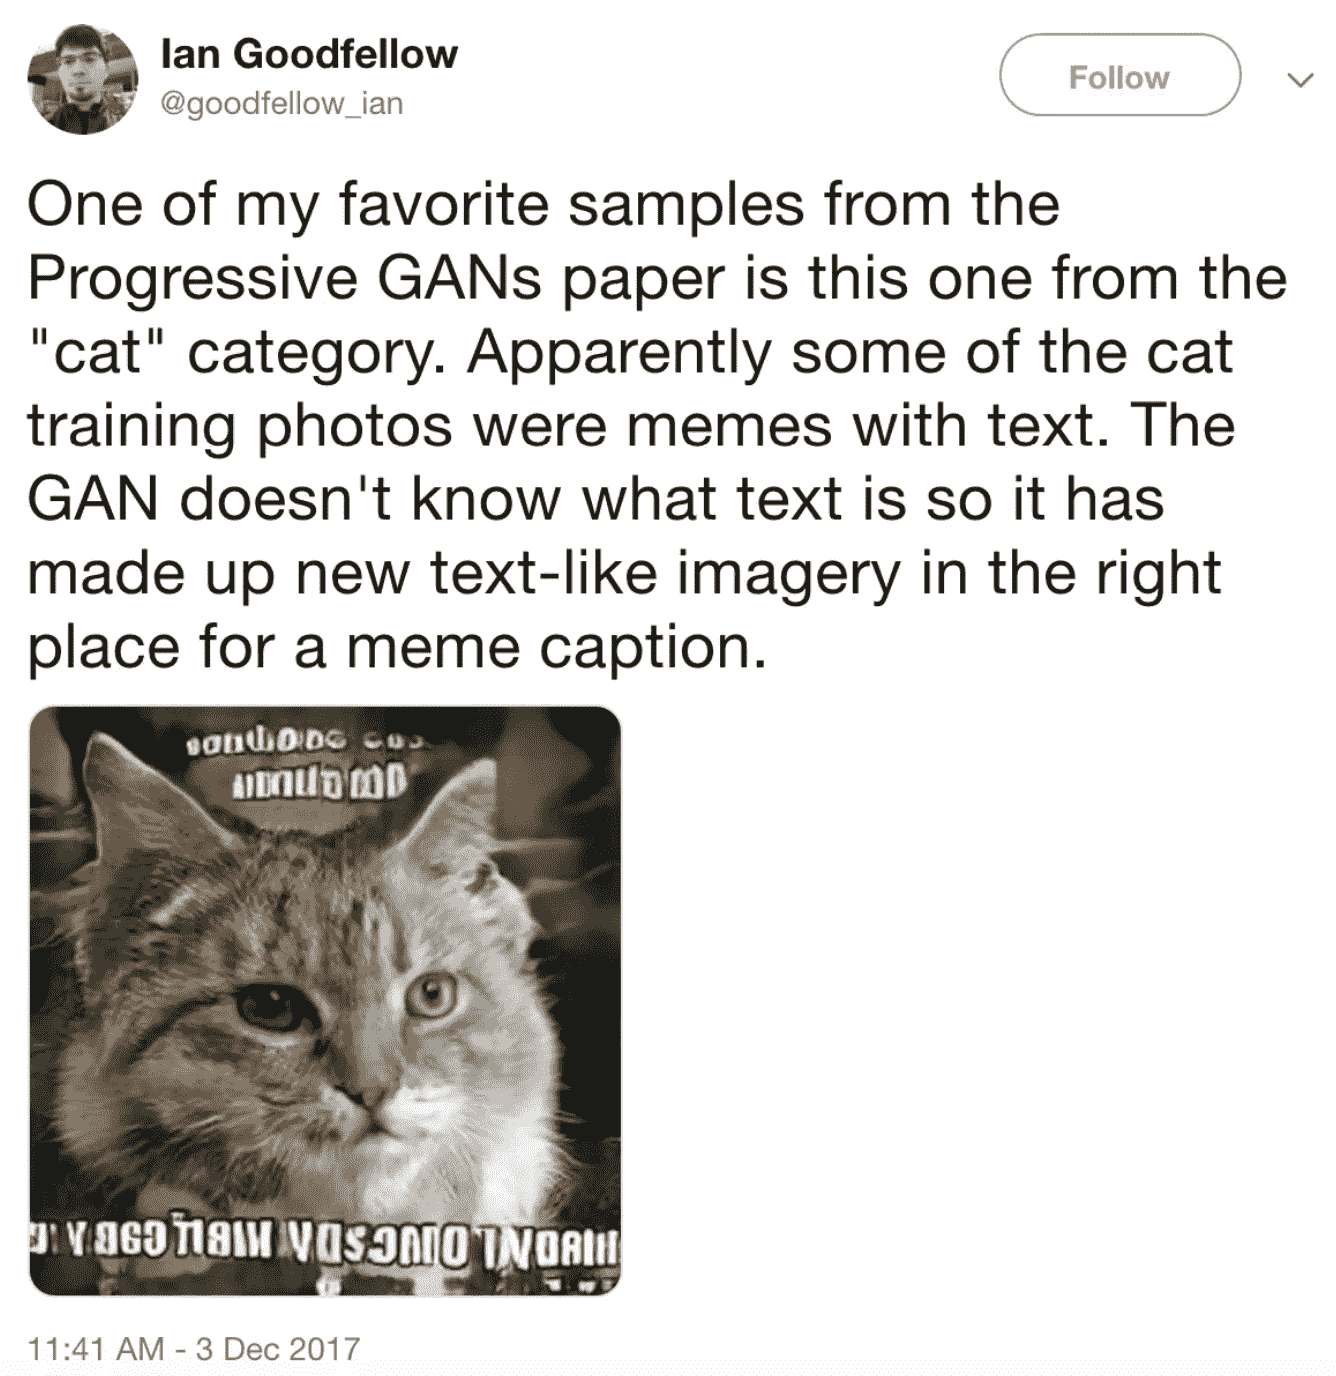 Ian Goodfellow
@goodfellow_ian
Follow
One of my favorite samples from the
Progressive GANs paper is this one from the
"cat" category. Apparently some of the cat
training photos were memes with text. The
GAN doesn't know what text is so it has
made up new text-like imagery in the right
place for a meme caption.
11:41 AM - 3 Dec 2017